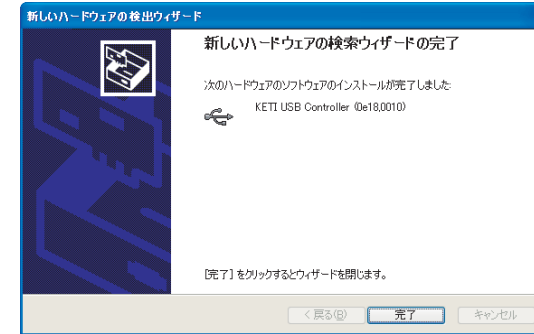 新しいハードウェアの検出ウィザード
新しいハードウェアの検索ウィザードの完了
次のハードウェアのソフトウェアのインストールが完了しました:
KETI USB Controller (0e18,0010)
[完了] をクリックするとウィザードを閉じます。
< 戻る(B) 完了 キャンセル